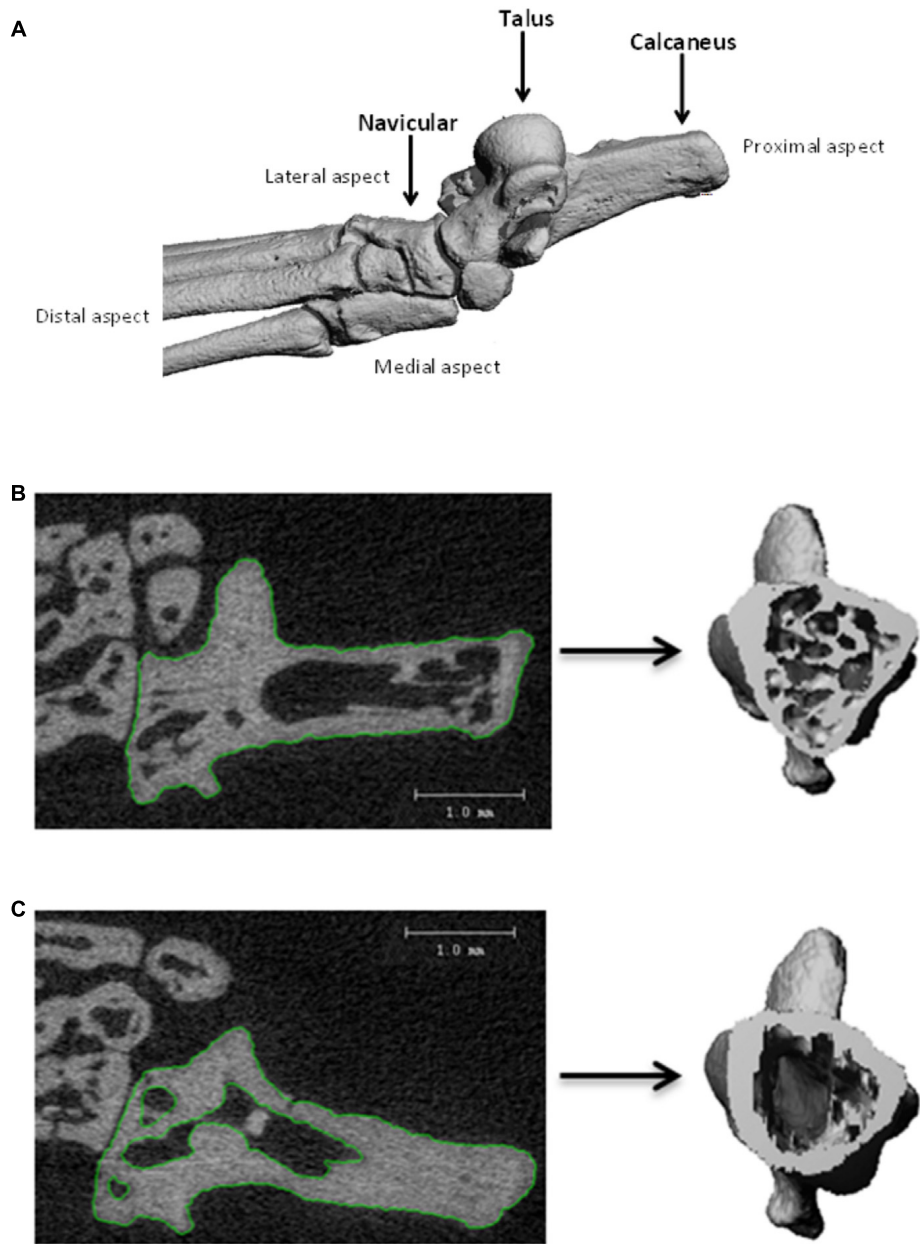 A
Talus
Calcaneus
Navicular
Proximal aspect
Lateral aspect
Distal aspect
Medial aspect
B
1.0 mm
C
1.0 mm